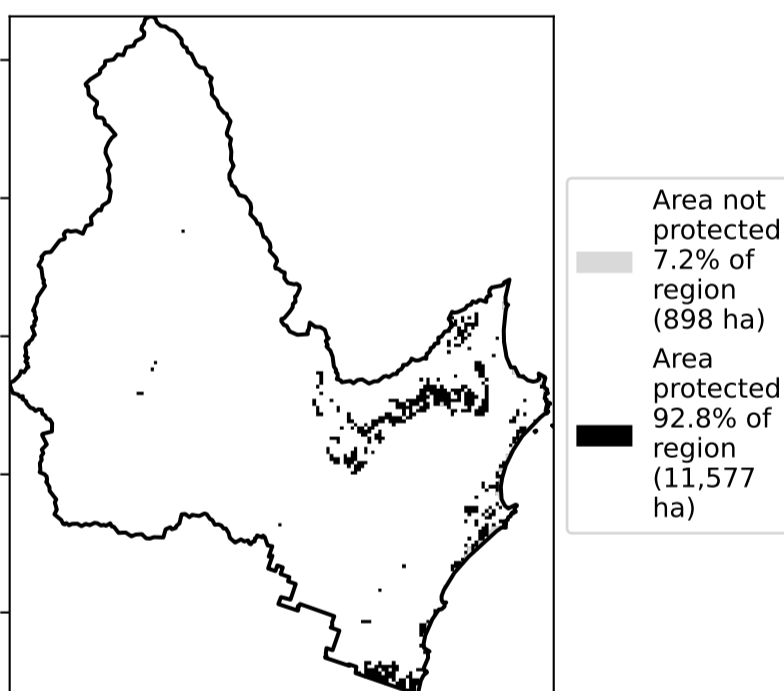 Area not
protected
7.2% of
region
(898 ha)
Area
protected
92.8% of
region
(11,577
ha)